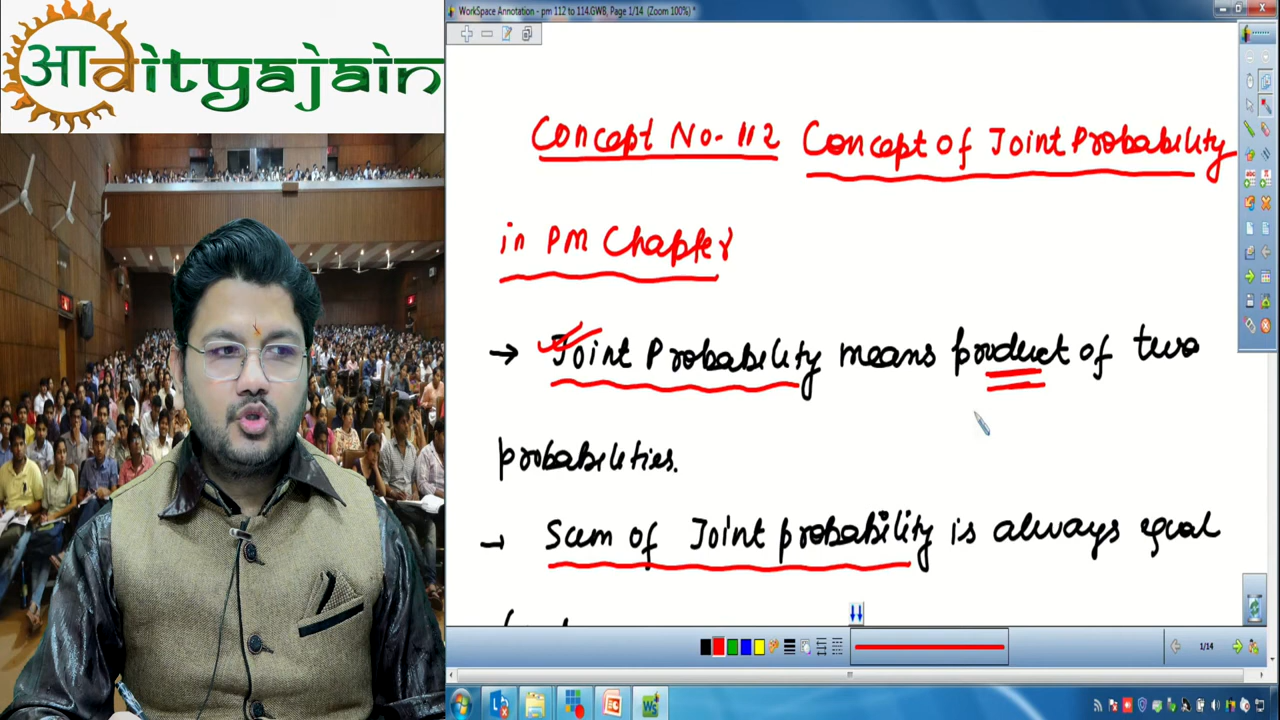 आdityajain
WorkSpace Annotation - pm 112 to 114.GWB, Page 1/14 (Zoom 100%) *
Concept No-112 Concept of Joint Probability
in PM Chapter
→ Joint Probability means product of two
probabilities.
→ Sum of Joint probability is always equal
1/14